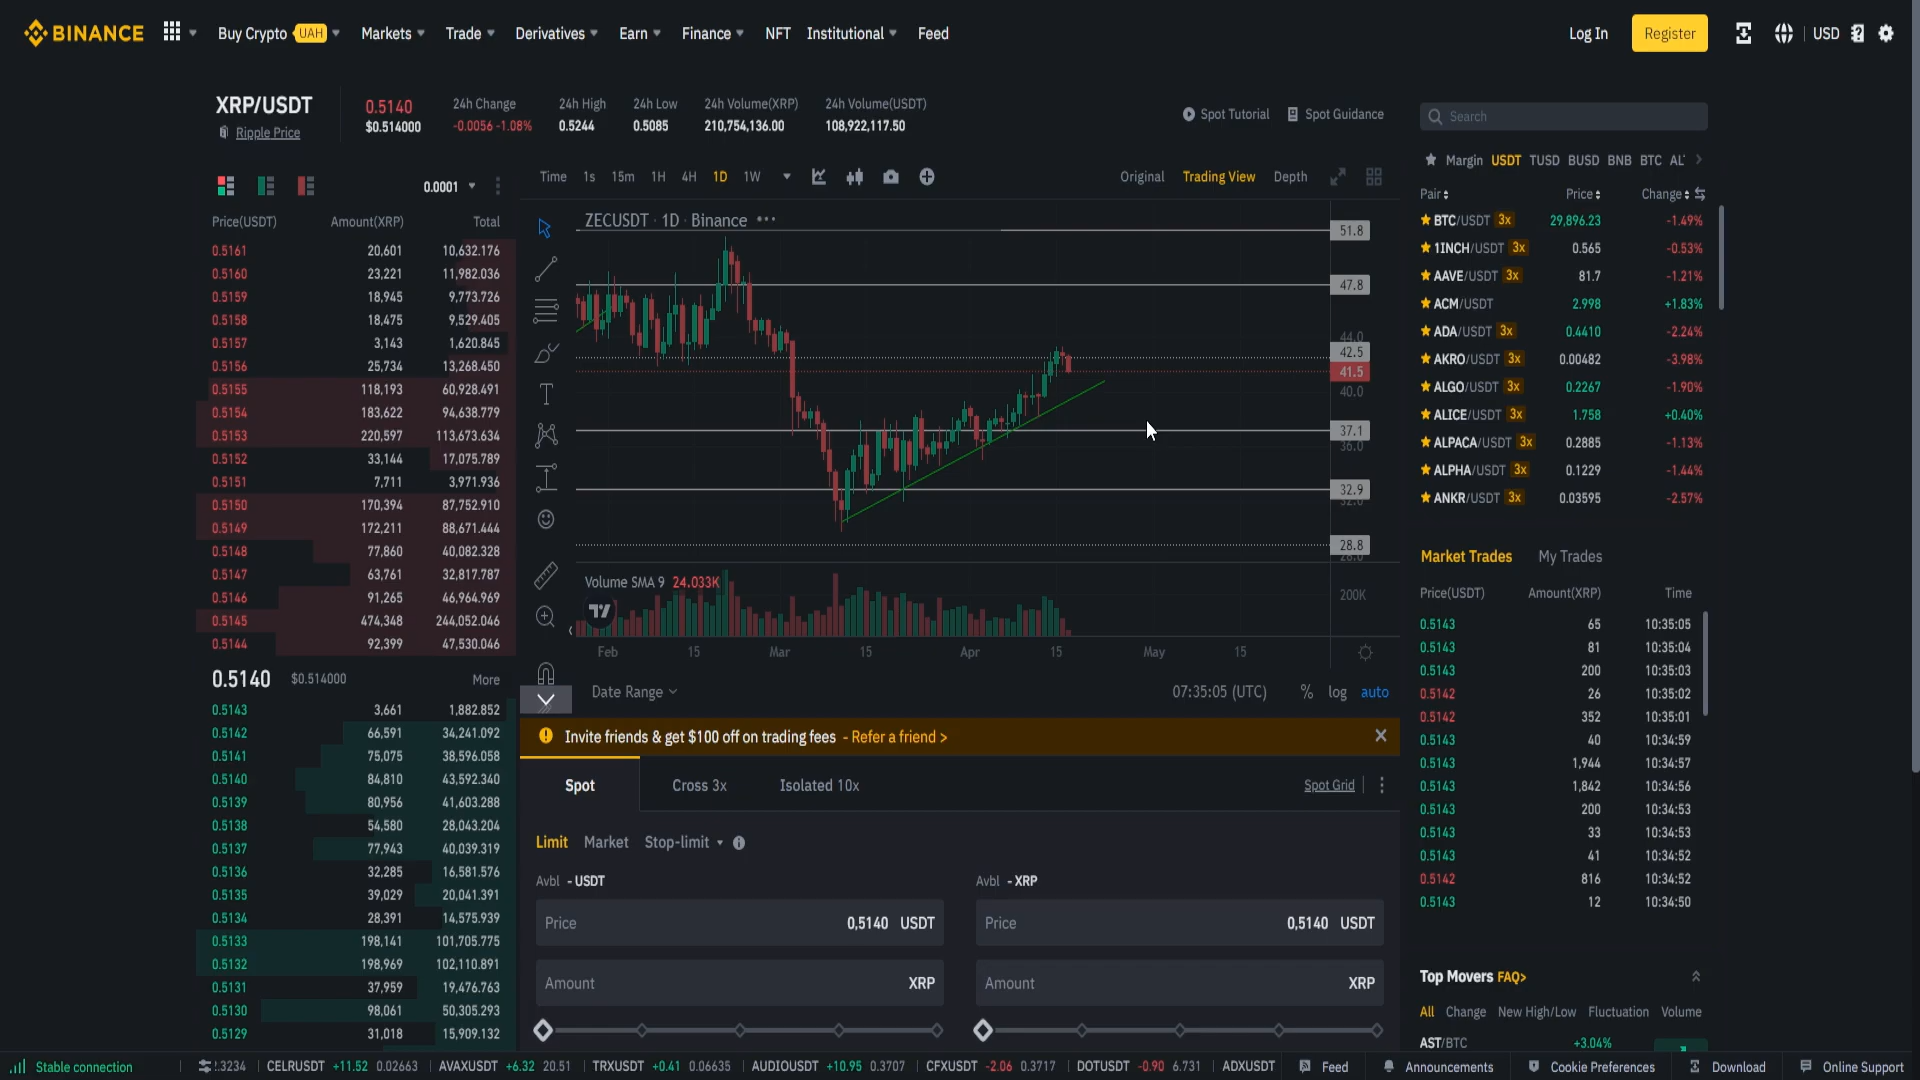 BINANCE
Buy Crypto UAH Markets Trade Derivatives Earn Finance NFT Institutional Feed
Log In Register USD
XRP/USDT
Ripple Price
0.5140
$0.514000
24h Change
-0.0056 -1.08%
24h High
0.5244
24h Low
0.5085
24h Volume(XRP)
210,754,136.00
24h Volume(USDT)
108,922,117.50
Spot Tutorial Spot Guidance
0.0001
Price(USDT) Amount(XRP) Total
0.5161 20,601 10,632.176
0.5160 23,221 11,982.036
0.5159 18,945 9,773.726
0.5158 18,475 9,529.405
0.5157 3,143 1,620.845
0.5156 25,734 13,268.450
0.5155 118,193 60,928.491
0.5154 183,622 94,638.779
0.5153 220,597 113,673.634
0.5152 33,144 17,075.789
0.5151 7,711 3,971.936
0.5150 170,394 87,752.910
0.5149 172,211 88,671.444
0.5148 77,860 40,082.328
0.5147 63,761 32,817.787
0.5146 91,265 46,964.969
0.5145 474,348 244,052.046
0.5144 92,399 47,530.046
0.5140 $0.514000 More
0.5143 3,661 1,882.852
0.5142 66,591 34,241.092
0.5141 75,075 38,596.058
0.5140 84,810 43,592.340
0.5139 80,956 41,603.288
0.5138 54,580 28,043.204
0.5137 77,943 40,039.319
0.5136 32,285 16,581.576
0.5135 39,029 20,041.391
0.5134 28,391 14,575.939
0.5133 198,141 101,705.775
0.5132 198,969 102,110.891
0.5131 37,959 19,476.763
0.5130 98,061 50,305.293
0.5129 31,018 15,909.132
Time 1s 15m 1H 4H 1D 1W
Original Trading View Depth
ZECUSDT · 1D · Binance
51.8
47.8
44.0
42.5
41.5
40.0
37.1
36.0
32.9
28.8
Volume SMA 9 24.033K
200K
Feb 15 Mar 15 Apr 15 May 15
Date Range 07:35:05 (UTC) % log auto
Invite friends & get $100 off on trading fees - Refer a friend >
Spot Cross 3x Isolated 10x Spot Grid
Limit Market Stop-limit
Avbl - USDT
Price 0,5140 USDT
Amount XRP
Avbl - XRP
Price 0,5140 USDT
Amount XRP
Search
Margin USDT TUSD BUSD BNB BTC AL
Pair Price Change
BTC/USDT 3x 29,896.23 -1.49%
1INCH/USDT 3x 0.565 -0.53%
AAVE/USDT 3x 81.7 -1.21%
ACM/USDT 2.998 +1.83%
ADA/USDT 3x 0.4410 -2.24%
AKRO/USDT 3x 0.00482 -3.98%
ALGO/USDT 3x 0.2267 -1.90%
ALICE/USDT 3x 1.758 +0.40%
ALPACA/USDT 3x 0.2885 -1.13%
ALPHA/USDT 3x 0.1229 -1.44%
ANKR/USDT 3x 0.03595 -2.57%
Market Trades My Trades
Price(USDT) Amount(XRP) Time
0.5143 65 10:35:05
0.5143 81 10:35:04
0.5143 200 10:35:03
0.5142 26 10:35:02
0.5142 352 10:35:01
0.5143 40 10:34:59
0.5143 1,944 10:34:57
0.5143 1,842 10:34:56
0.5143 200 10:34:53
0.5143 33 10:34:53
0.5143 41 10:34:52
0.5142 816 10:34:52
0.5143 12 10:34:50
Top Movers FAQ>
All Change New High/Low Fluctuation Volume
AST/BTC +3.04%
Stable connection
.3234 CELRUSDT +11.52 0.02663 AVAXUSDT +6.32 20.51 TRXUSDT +0.41 0.06635 AUDIOUSDT +10.95 0.3707 CFXUSDT -2.06 0.3717 DOTUSDT -0.90 6.731 ADXUSDT
Feed Announcements Cookie Preferences Download Online Support